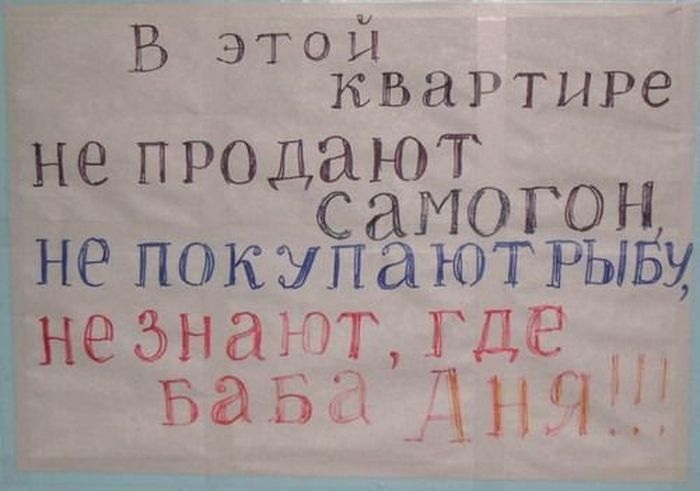 В этой
квартире
не продают
самогон,
не покупают рыбу,
не знают, где
баба Аня!!!